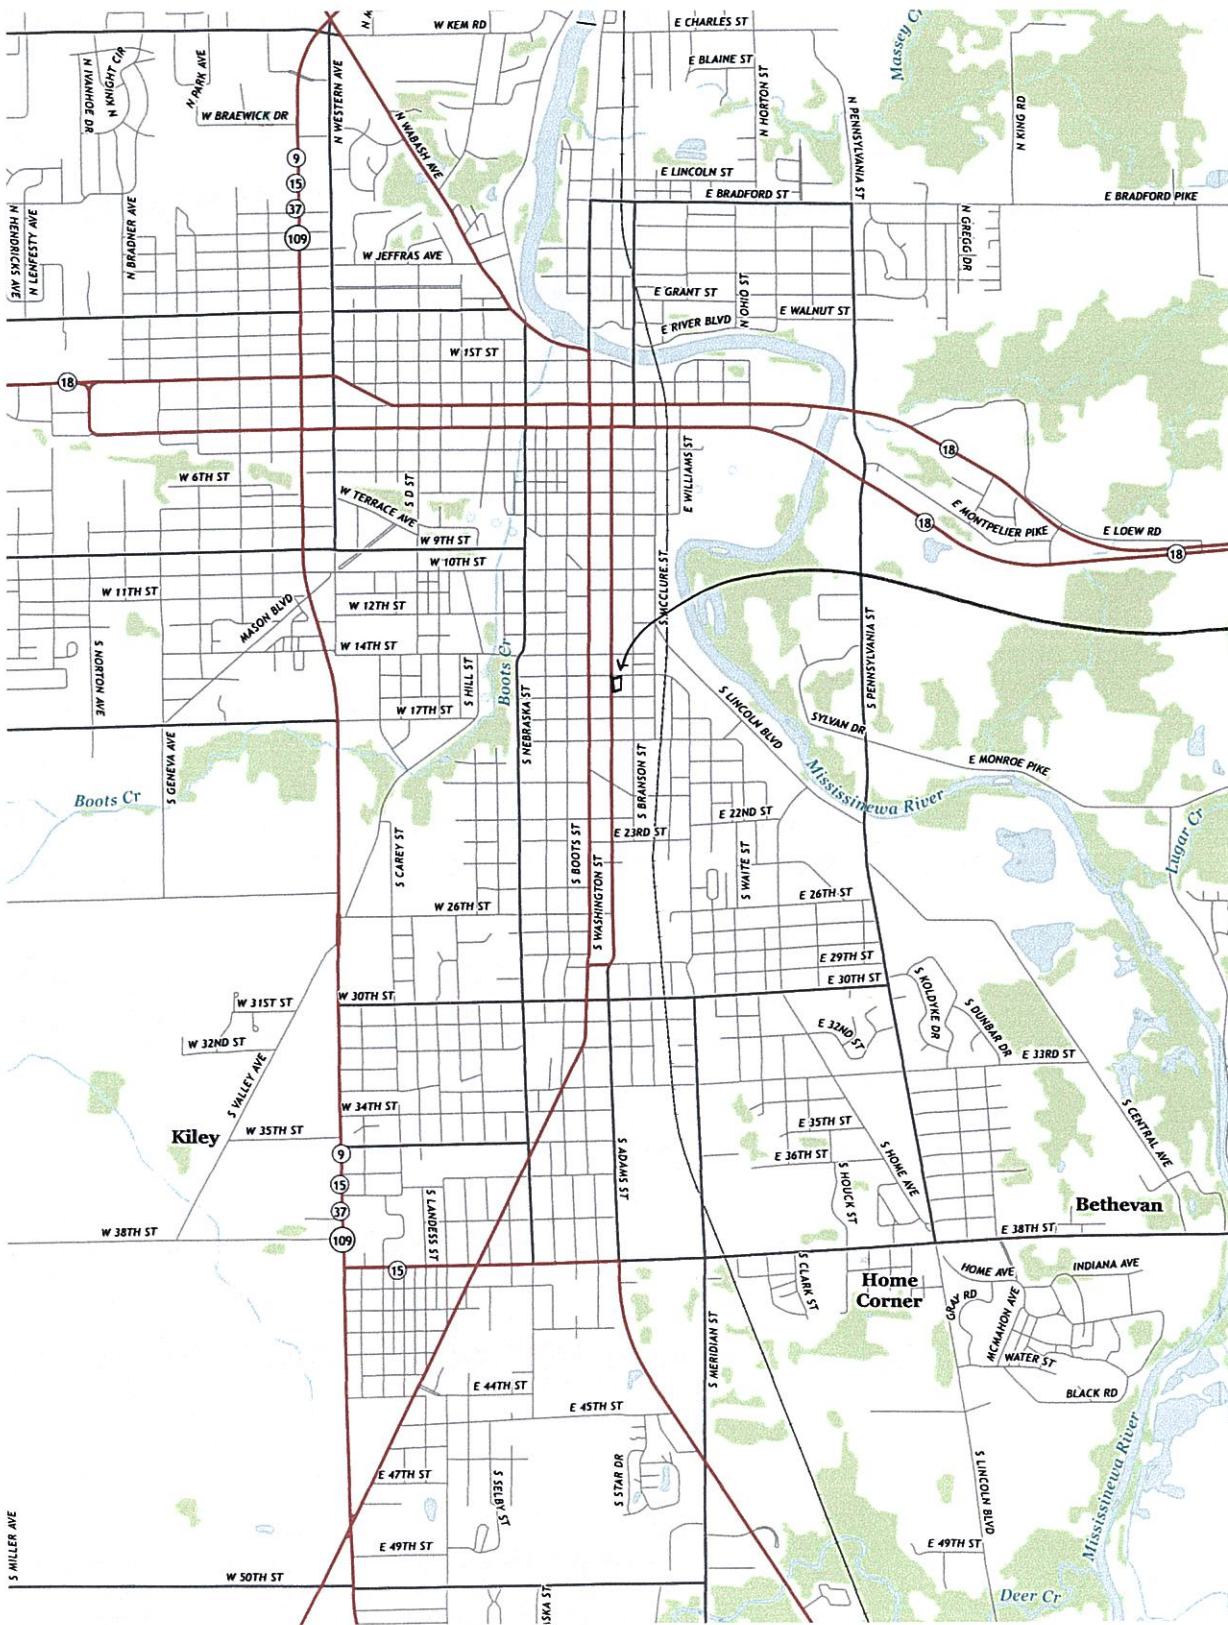 W KEM RD
E CHARLES ST
Massey Cr
E BLAINE ST
N IVANHOE DR
N KNIGHT CIR
N PARK AVE
N WESTERN AVE
N HORTON ST
N PENNSYLVANIA ST
N KING RD
W BRAEWICK DR
N WABASH AVE
9
15
37
109
E LINCOLN ST
E BRADFORD ST
E BRADFORD PIKE
N HENDRICKS AVE
N LENFESTY AVE
N BRADNER AVE
N GREGG DR
W JEFFRAS AVE
E GRANT ST
N OHIO ST
E WALNUT ST
E RIVER BLVD
W 1ST ST
18
18
E WILLIAMS ST
W 6TH ST
S D ST
W TERRACE AVE
E MONTPELIER PIKE
18
E LOEW RD
W 9TH ST
18
W 10TH ST
W 11TH ST
S MCCLURE ST
MASON BLVD
W 12TH ST
W 14TH ST
S PENNSYLVANIA ST
S NORTON AVE
S HILL ST
Boots Cr
W 17TH ST
S NEBRASKA ST
S LINCOLN BLVD
SYLVAN DR
S GENEVA AVE
S BRANSON ST
E MONROE PIKE
Mississinewa River
Boots Cr
E 22ND ST
E 23RD ST
Lugar Cr
S CAREY ST
S BOOTS ST
S WASHINGTON ST
S WAITE ST
W 26TH ST
E 26TH ST
E 29TH ST
E 30TH ST
W 30TH ST
W 31ST ST
S KOLDYKE DR
S DUNBAR DR
E 32ND ST
W 32ND ST
E 33RD ST
S VALLEY AVE
W 34TH ST
S CENTRAL AVE
Kiley
W 35TH ST
E 35TH ST
9
E 36TH ST
S HOME AVE
S ADAMS ST
15
S HOUCK ST
S LANDESS ST
37
Bethevan
W 38TH ST
109
E 38TH ST
15
S CLARK ST
Home
Corner
HOME AVE
INDIANA AVE
GRAY RD
MCMAHON AVE
S MERIDIAN ST
WATER ST
E 44TH ST
BLACK RD
E 45TH ST
E 47TH ST
S SELBY ST
S STAR DR
S LINCOLN BLVD
Mississinewa River
S MILLER AVE
E 49TH ST
E 49TH ST
W 50TH ST
Deer Cr